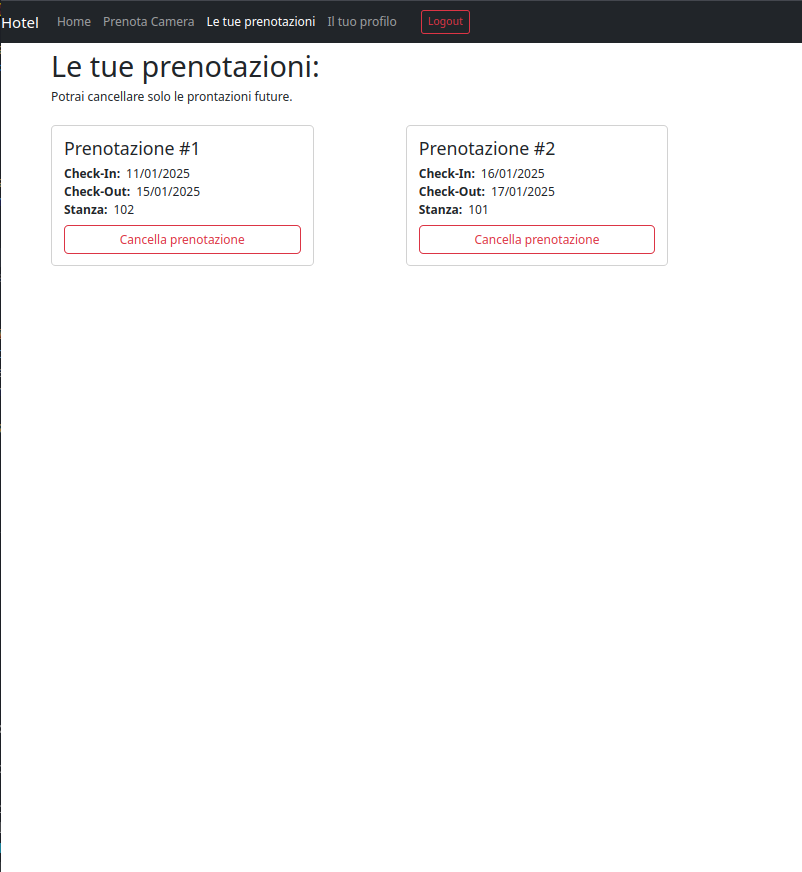 Hotel Home Prenota Camera Le tue prenotazioni Il tuo profilo Logout
Le tue prenotazioni:
Potrai cancellare solo le prontazioni future.
Prenotazione #1
Check-In: 11/01/2025
Check-Out: 15/01/2025
Stanza: 102
Cancella prenotazione
Prenotazione #2
Check-In: 16/01/2025
Check-Out: 17/01/2025
Stanza: 101
Cancella prenotazione